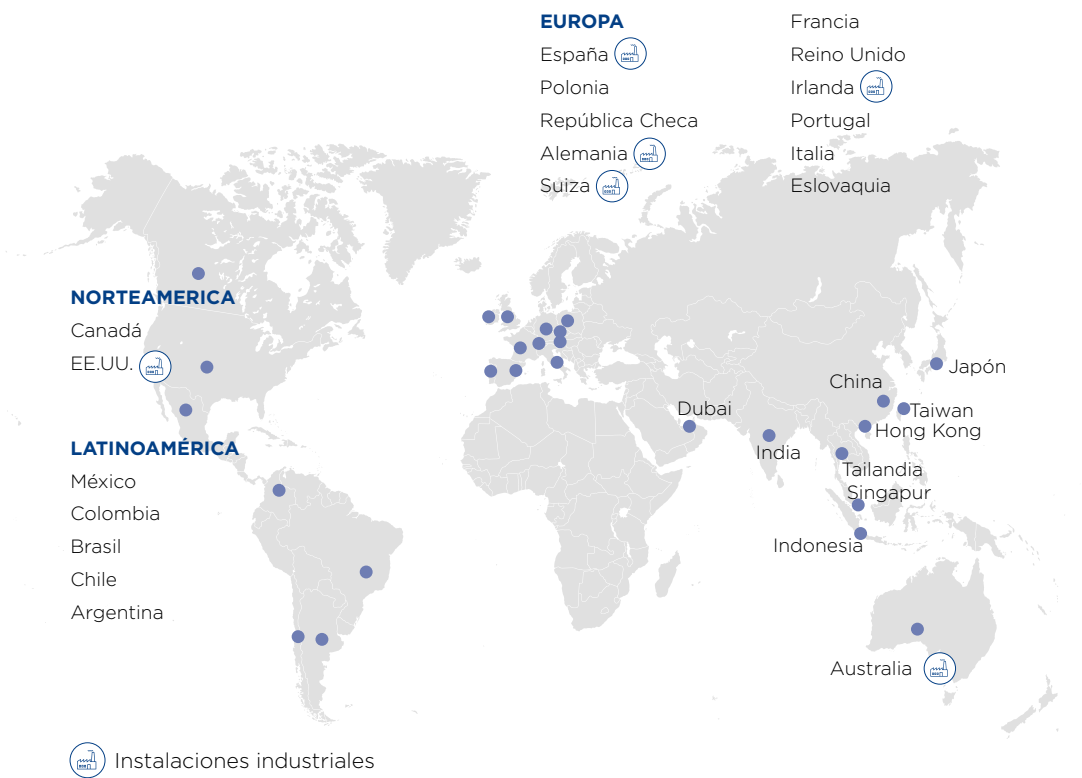 EUROPA
España
Polonia
República Checa
Alemania
Suiza
Francia
Reino Unido
Irlanda
Portugal
Italia
Eslovaquia
NORTEAMERICA
Canadá
EE.UU.
LATINOAMÉRICA
México
Colombia
Brasil
Chile
Argentina
Japón
China
Taiwan
Dubai
Hong Kong
India
Tailandia
Singapur
Indonesia
Australia
Instalaciones industriales